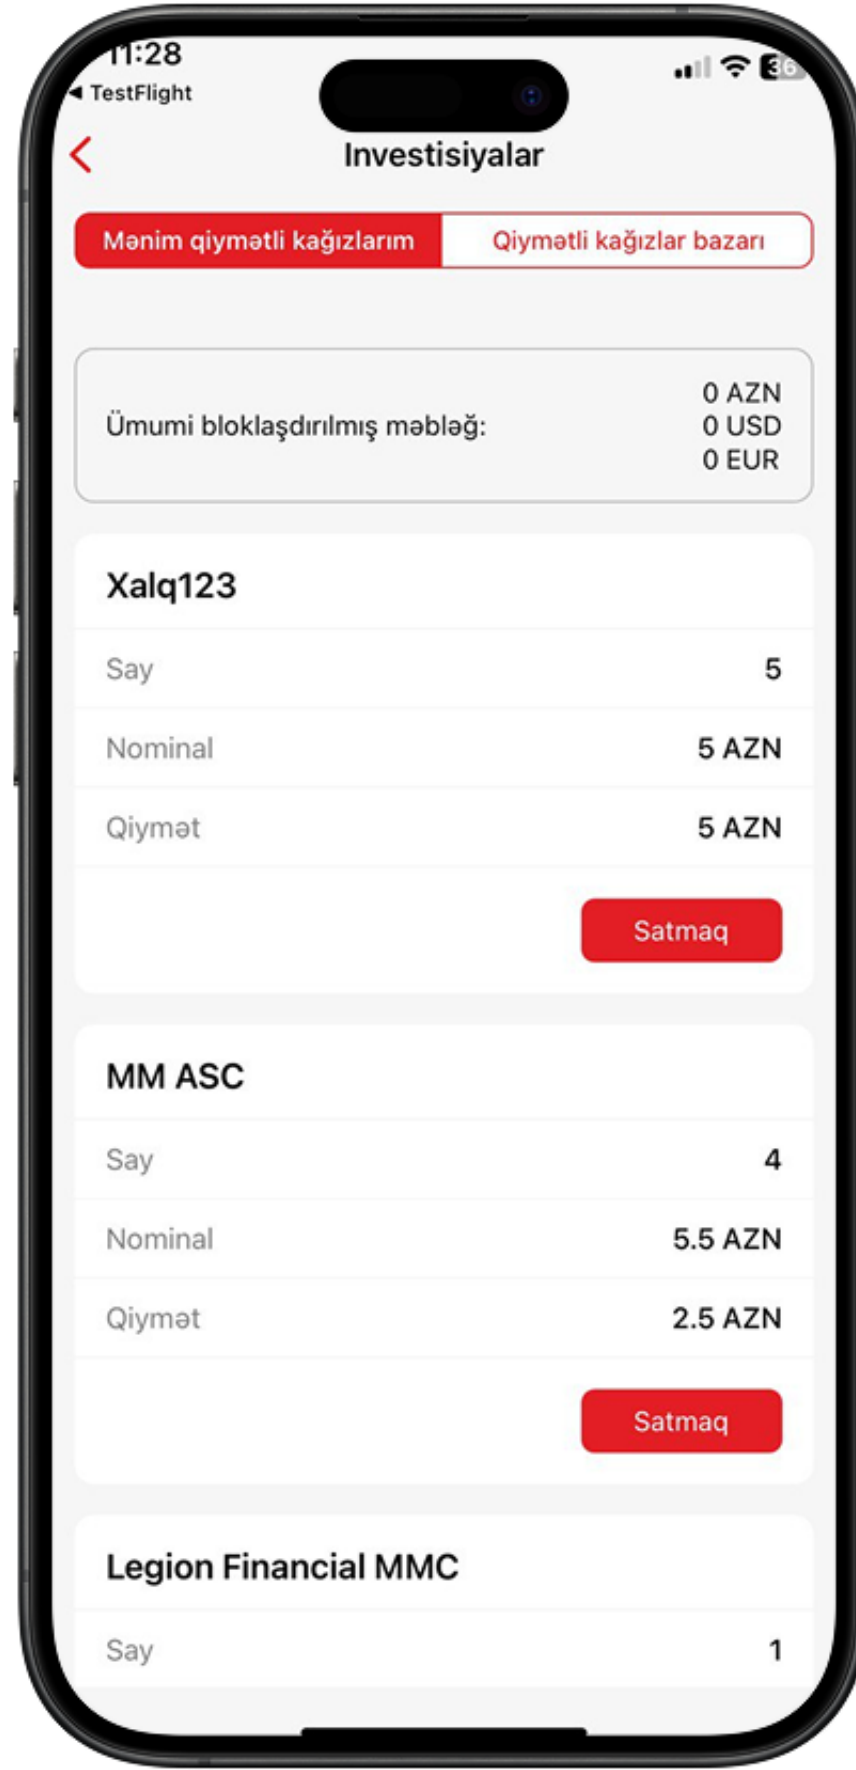 11:28
36
◀ TestFlight
Investisiyalar
Mənim qiymətli kağızlarım
Qiymətli kağızlar bazarı
Ümumi bloklaşdırılmış məbləğ:
0 AZN
0 USD
0 EUR
Xalq123
Say 5
Nominal 5 AZN
Qiymət 5 AZN
Satmaq
MM ASC
Say 4
Nominal 5.5 AZN
Qiymət 2.5 AZN
Satmaq
Legion Financial MMC
Say 1